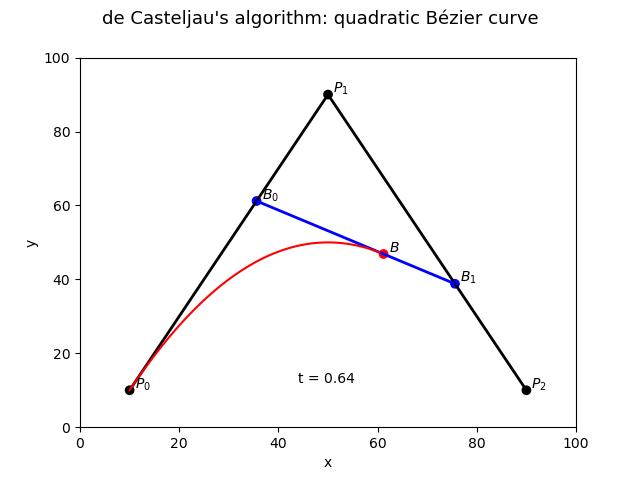 de Casteljau's algorithm: quadratic Bézier curve
100
80
60
40
20
0
y
P₁
B₀
B
B₁
P₀
t = 0.64
P₂
0 20 40 60 80 100
x